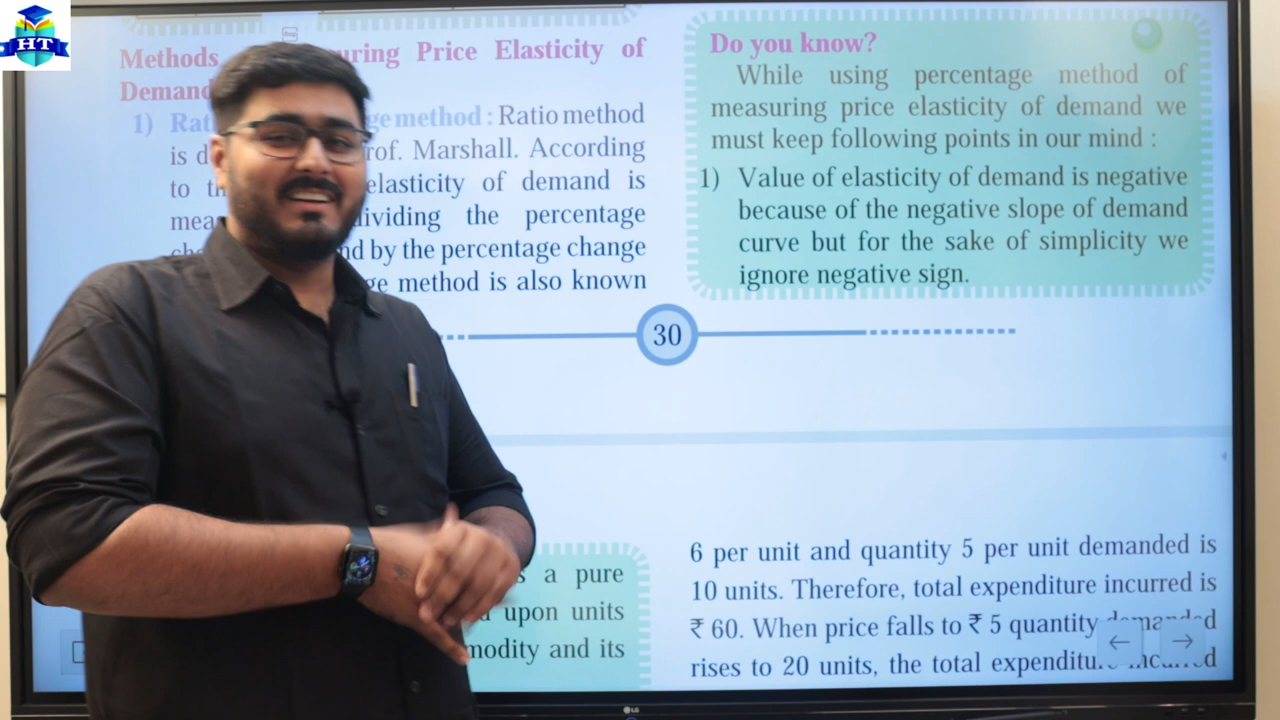 HT
Methods uring Price Elasticity of
Demand
1) Rat ge method : Ratio method
is d rof. Marshall. According
to th elasticity of demand is
mea dividing the percentage
nd by the percentage change
ge method is also known
30
Do you know?
While using percentage method of
measuring price elasticity of demand we
must keep following points in our mind :
1) Value of elasticity of demand is negative
because of the negative slope of demand
curve but for the sake of simplicity we
ignore negative sign.
s a pure
upon units
modity and its
6 per unit and quantity 5 per unit demanded is
10 units. Therefore, total expenditure incurred is
₹ 60. When price falls to ₹ 5 quantity demanded
rises to 20 units, the total expenditu
LG